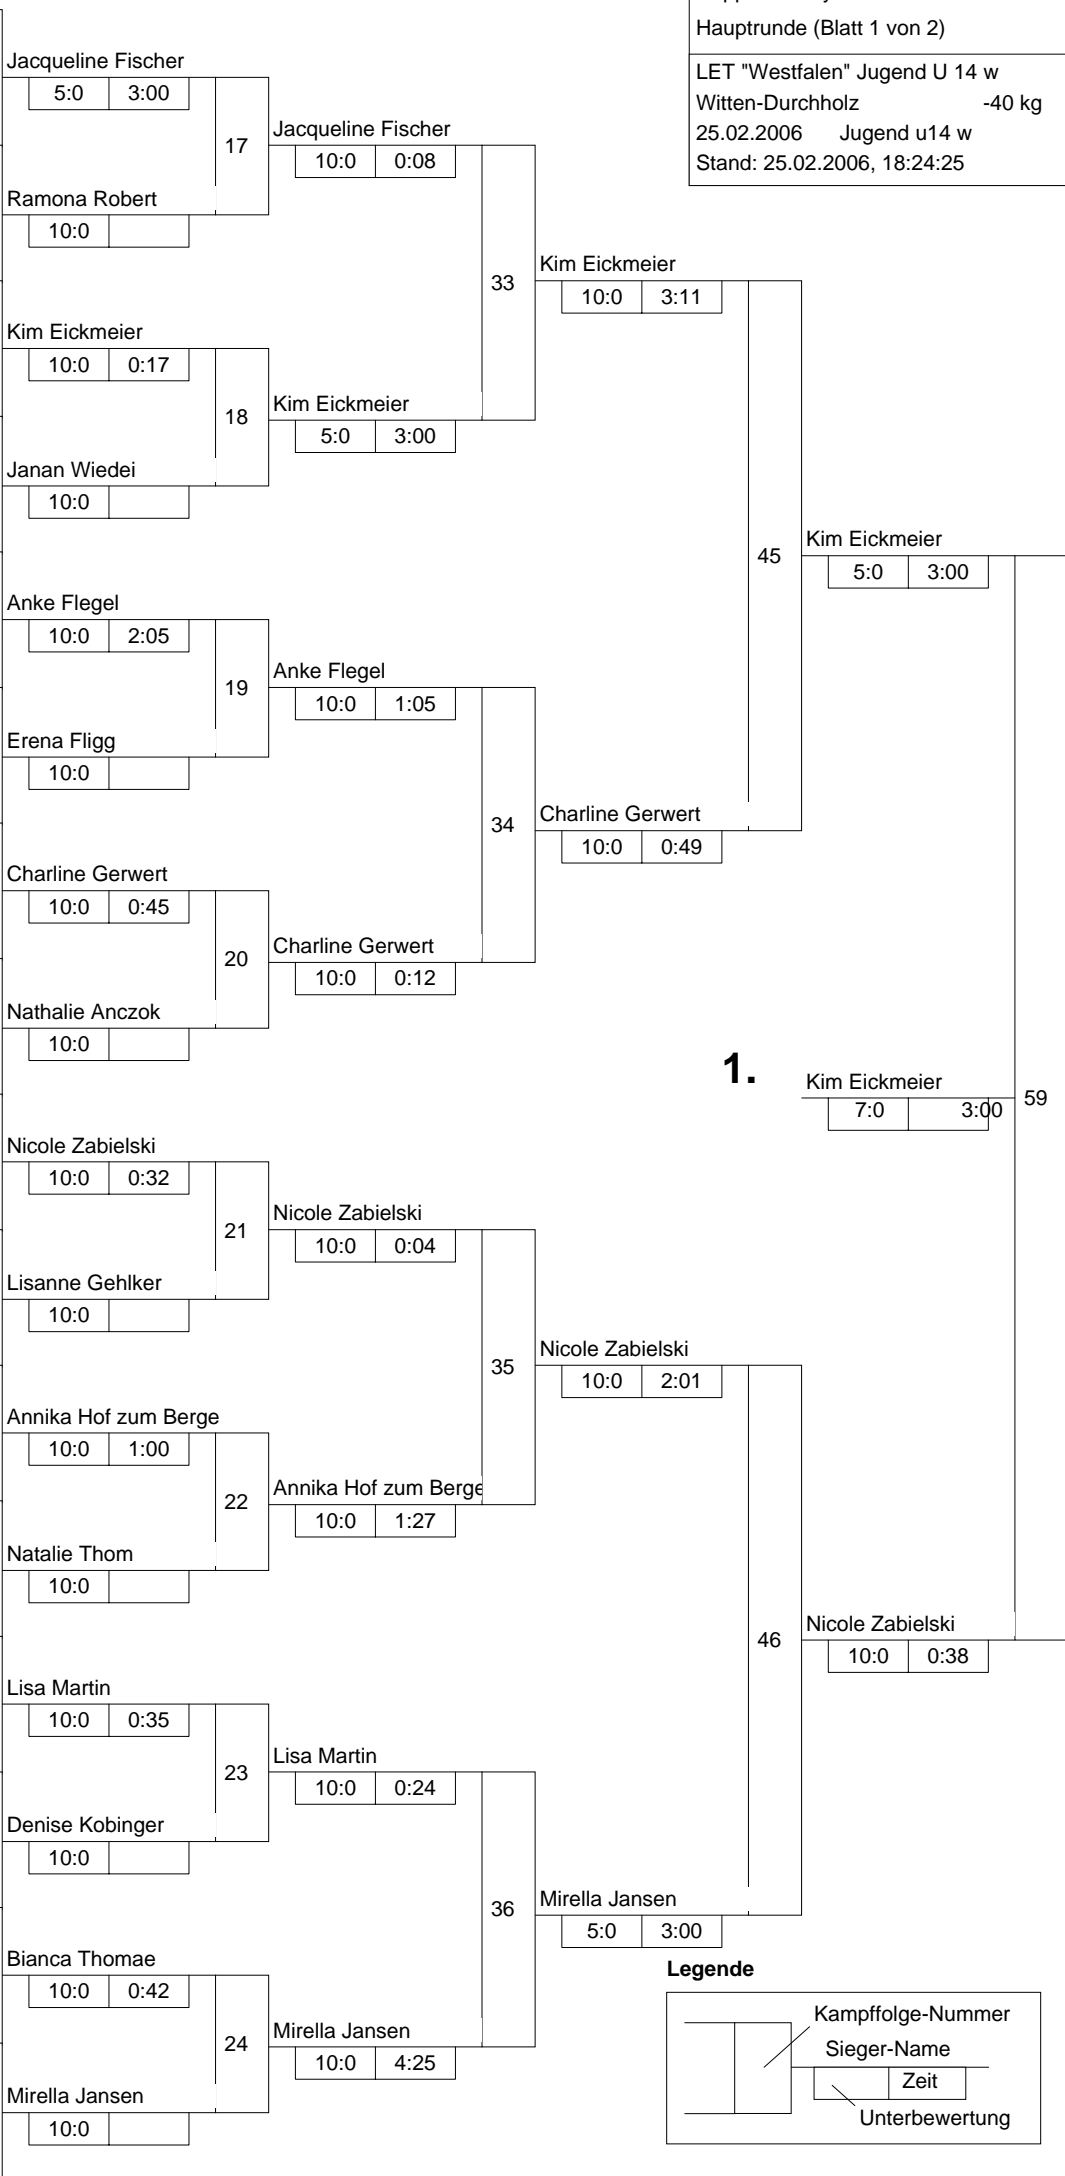 Hauptrunde (Blatt 1 von 2)
LET "Westfalen" Jugend U 14 w
Witten-Durchholz -40 kg
25.02.2006 Jugend u14 w
Stand: 25.02.2006, 18:24:25
Jacqueline Fischer
5:0 3:00
17
Jacqueline Fischer
10:0 0:08
Ramona Robert
10:0
33
Kim Eickmeier
10:0 3:11
Kim Eickmeier
10:0 0:17
18
Kim Eickmeier
5:0 3:00
Janan Wiedei
10:0
45
Kim Eickmeier
5:0 3:00
Anke Flegel
10:0 2:05
19
Anke Flegel
10:0 1:05
Erena Fligg
10:0
34
Charline Gerwert
10:0 0:49
Charline Gerwert
10:0 0:45
20
Charline Gerwert
10:0 0:12
Nathalie Anczok
10:0
1.
Kim Eickmeier
7:0 3:00
59
Nicole Zabielski
10:0 0:32
21
Nicole Zabielski
10:0 0:04
Lisanne Gehlker
10:0
35
Nicole Zabielski
10:0 2:01
Annika Hof zum Berge
10:0 1:00
22
Annika Hof zum Berge
10:0 1:27
Natalie Thom
10:0
46
Nicole Zabielski
10:0 0:38
Lisa Martin
10:0 0:35
23
Lisa Martin
10:0 0:24
Denise Kobinger
10:0
36
Mirella Jansen
5:0 3:00
Bianca Thomae
10:0 0:42
24
Mirella Jansen
10:0 4:25
Mirella Jansen
10:0
Legende
Kampffolge-Nummer
Sieger-Name
Zeit
Unterbewertung